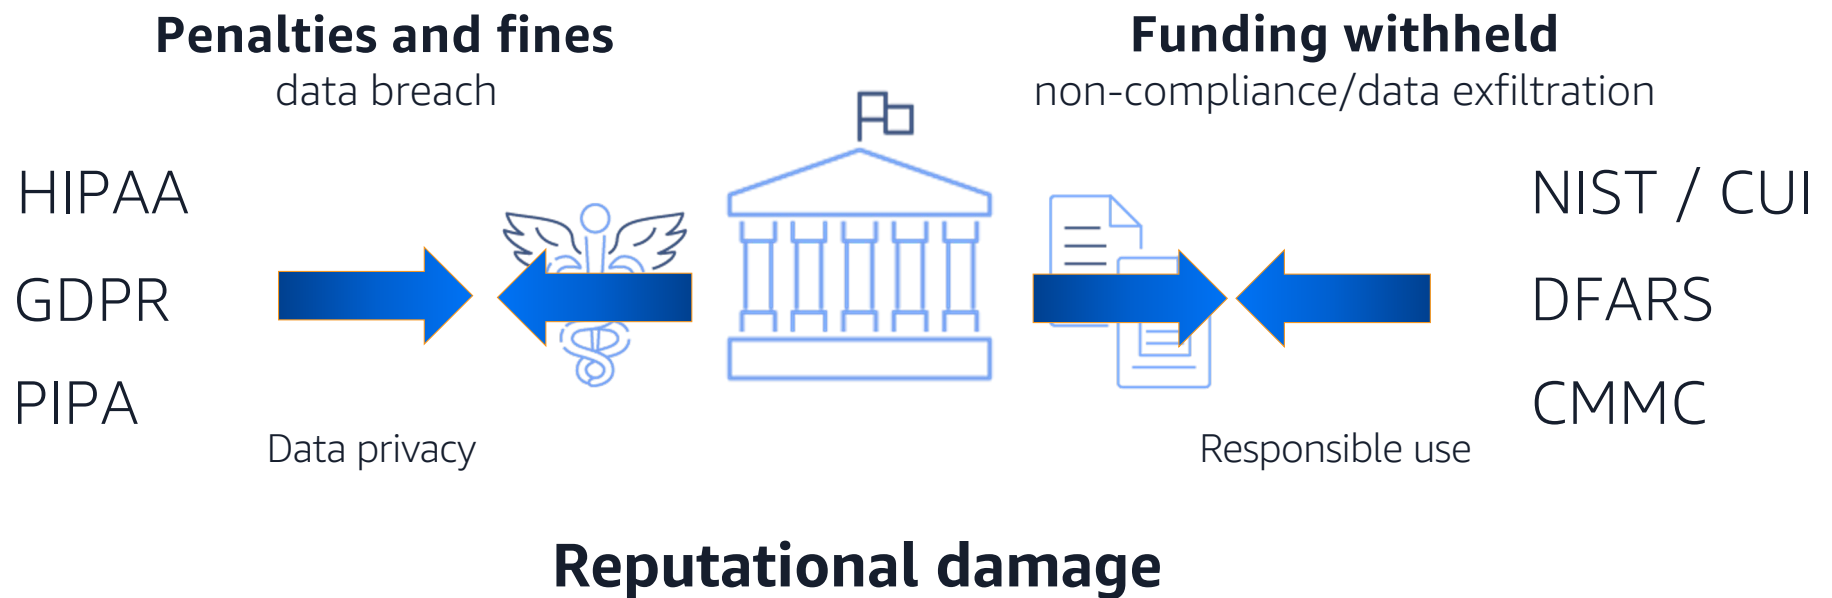 Penalties and fines
data breach
Funding withheld
non-compliance/data exfiltration
HIPAA
GDPR
PIPA
Data privacy
NIST / CUI
DFARS
CMMC
Responsible use
Reputational damage